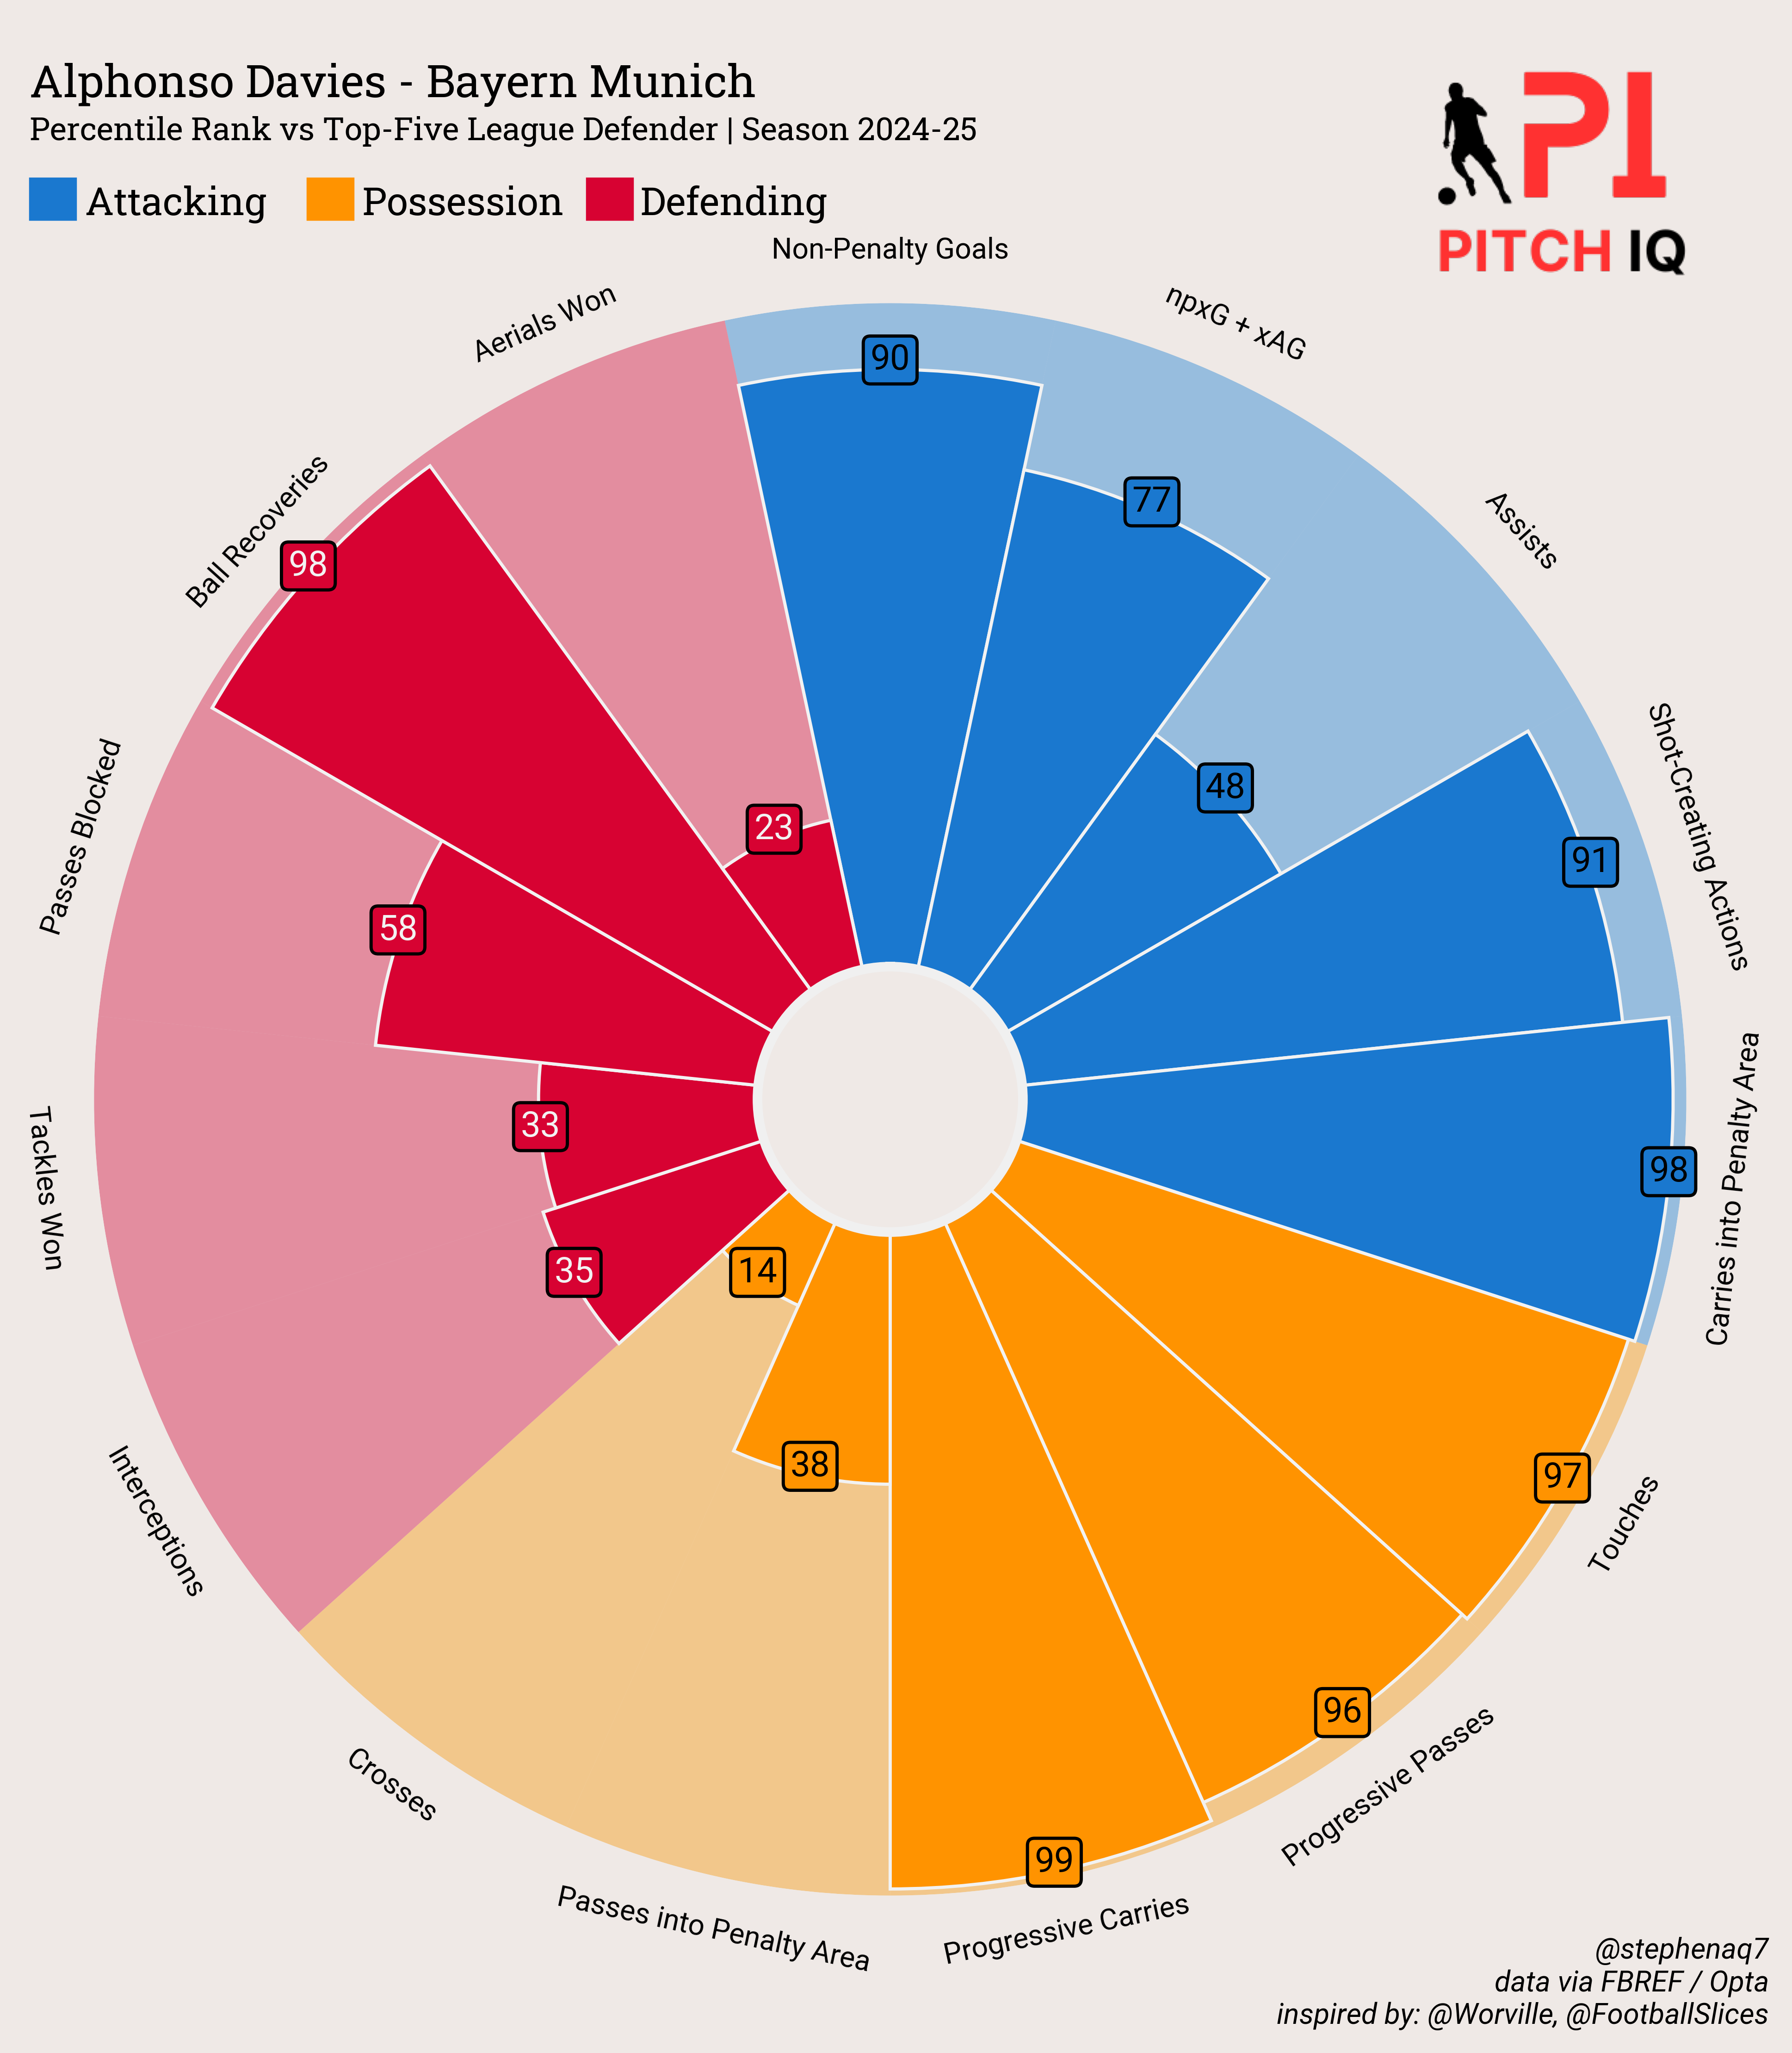 Alphonso Davies - Bayern Munich
Percentile Rank vs Top-Five League Defender | Season 2024-25
Attacking Possession Defending
PI
PITCH IQ
Non-Penalty Goals
90
npxG + xAG
77
Assists
48
Shot-Creating Actions
91
Carries into Penalty Area
98
Touches
97
Progressive Passes
96
Progressive Carries
99
Passes into Penalty Area
38
Crosses
14
Interceptions
35
Tackles Won
33
Passes Blocked
58
Ball Recoveries
98
Aerials Won
23
@stephenaq7
data via FBREF / Opta
inspired by: @Worville, @FootballSlices